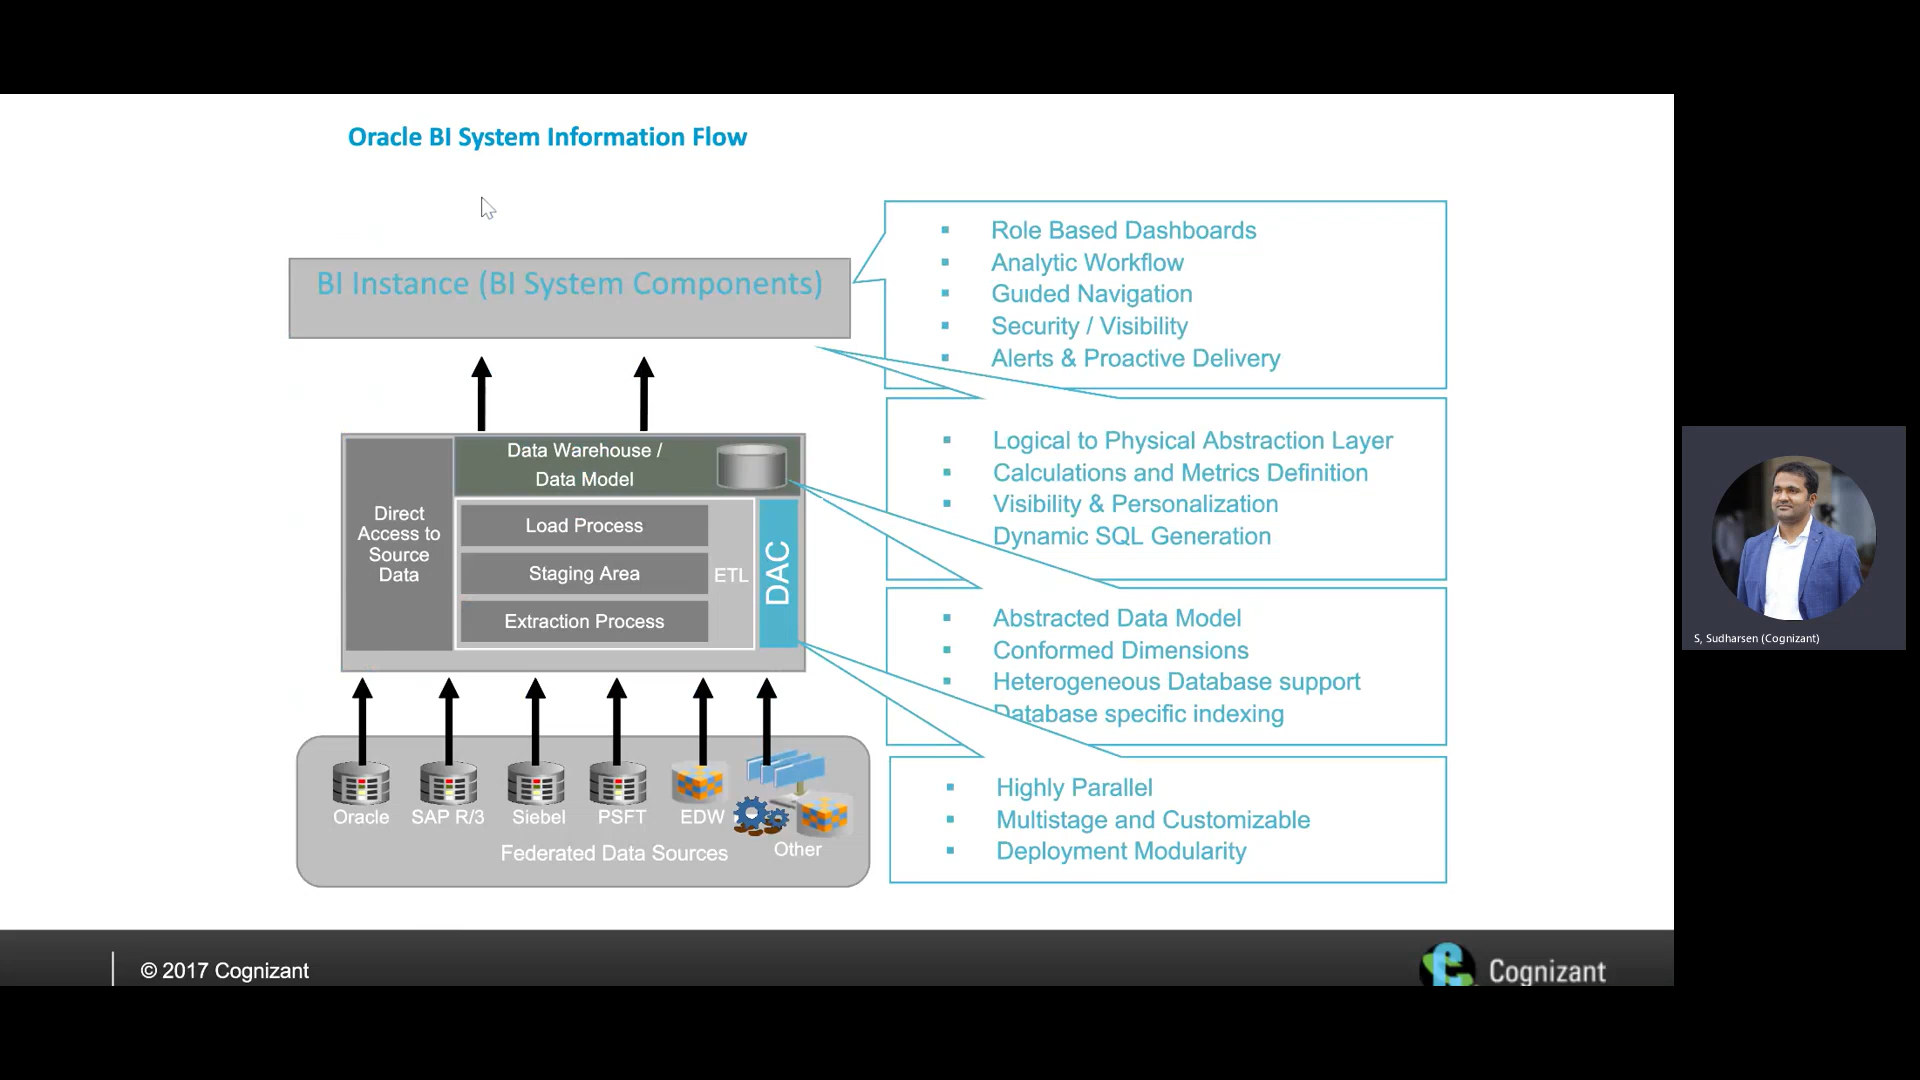 Oracle BI System Information Flow
BI Instance (BI System Components)
Role Based Dashboards
Analytic Workflow
Guided Navigation
Security / Visibility
Alerts & Proactive Delivery
Logical to Physical Abstraction Layer
Calculations and Metrics Definition
Visibility & Personalization
Dynamic SQL Generation
Abstracted Data Model
Conformed Dimensions
Heterogeneous Database support
Database specific indexing
Highly Parallel
Multistage and Customizable
Deployment Modularity
Data Warehouse /
Data Model
Direct
Access to
Source
Data
Load Process
Staging Area
Extraction Process
ETL
DAC
Oracle
SAP R/3
Siebel
PSFT
EDW
Other
Federated Data Sources
© 2017 Cognizant
Cognizant
S, Sudharsen (Cognizant)